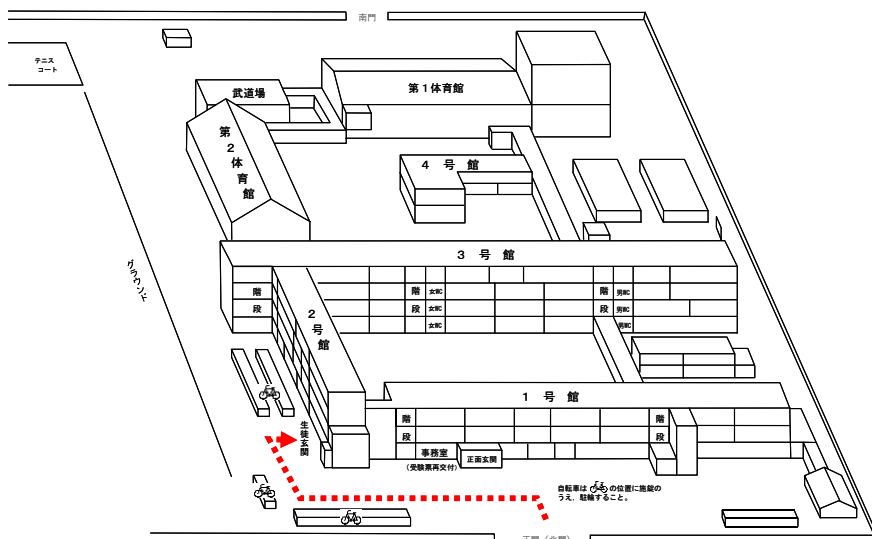 南門
テニス
コート
武道場
第1体育館
第2体育館
4号館
グラウンド
3号館
階段
階段
女WC
女WC
女WC
階段
男WC
男WC
男WC
2号館
1号館
生徒玄関
階段
階段
事務室
(受験票再交付)
正面玄関
自転車は の位置に施錠の
うえ、駐輪すること。
正門(北門)